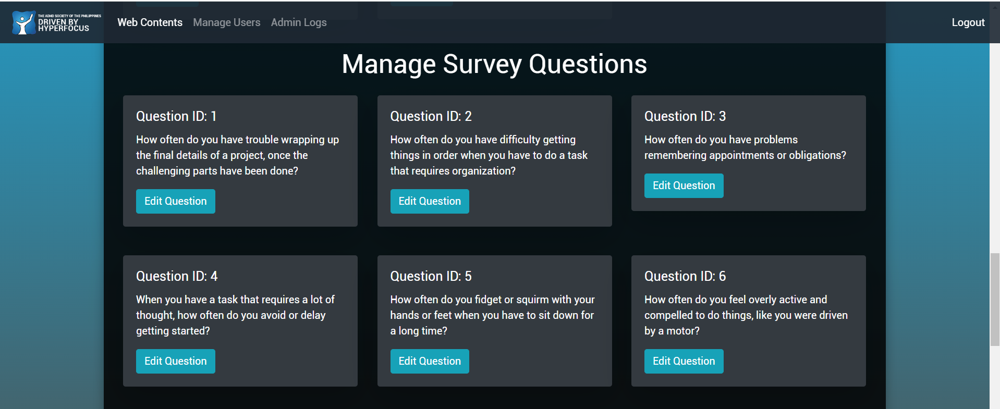 THE ADHD SOCIETY OF THE PHILIPPINES
DRIVEN BY
HYPERFOCUS
Web Contents Manage Users Admin Logs Logout
Manage Survey Questions
Question ID: 1
How often do you have trouble wrapping up
the final details of a project, once the
challenging parts have been done?
Edit Question
Question ID: 2
How often do you have difficulty getting
things in order when you have to do a task
that requires organization?
Edit Question
Question ID: 3
How often do you have problems
remembering appointments or obligations?
Edit Question
Question ID: 4
When you have a task that requires a lot of
thought, how often do you avoid or delay
getting started?
Edit Question
Question ID: 5
How often do you fidget or squirm with your
hands or feet when you have to sit down for
a long time?
Edit Question
Question ID: 6
How often do you feel overly active and
compelled to do things, like you were driven
by a motor?
Edit Question